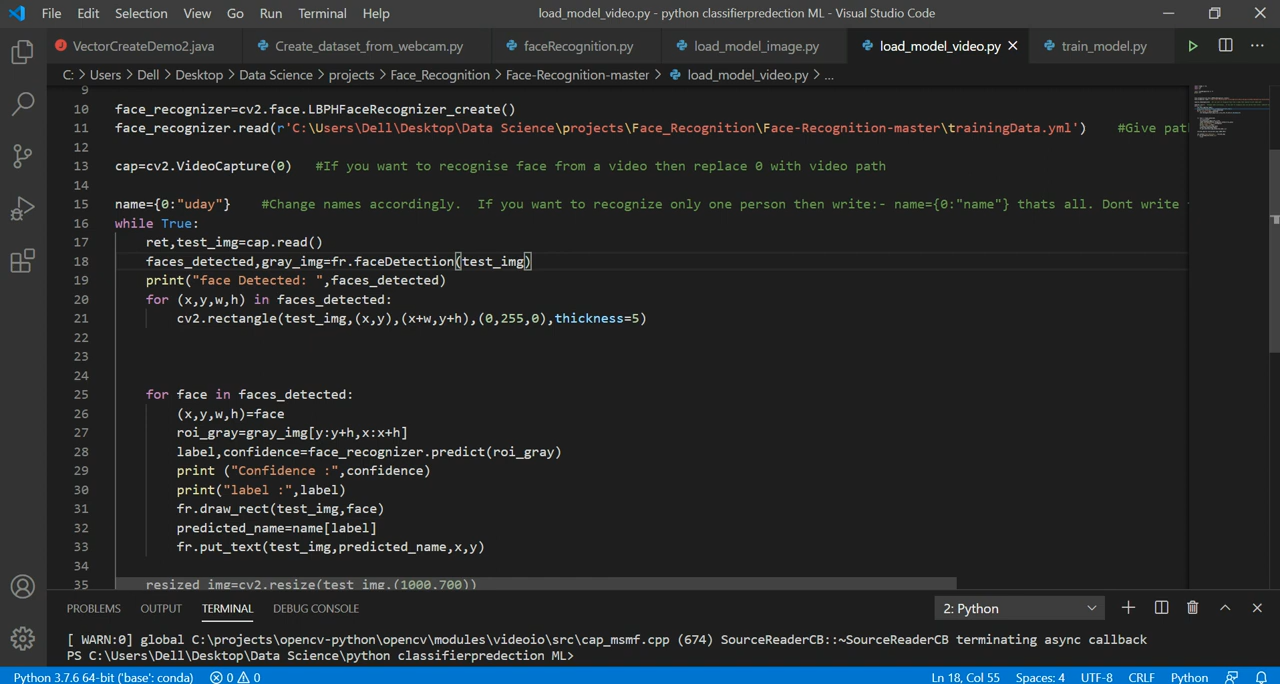 File Edit Selection View Go Run Terminal Help load_model_video.py - python classifierpredection ML - Visual Studio Code
VectorCreateDemo2.java Create_dataset_from_webcam.py faceRecognition.py load_model_image.py load_model_video.py train_model.py
C: > Users > Dell > Desktop > Data Science > projects > Face_Recognition > Face-Recognition-master > load_model_video.py > ...
9
10 face_recognizer=cv2.face.LBPHFaceRecognizer_create()
11 face_recognizer.read(r'C:\Users\Dell\Desktop\Data Science\projects\Face_Recognition\Face-Recognition-master\trainingData.yml') #Give path
12
13 cap=cv2.VideoCapture(0) #If you want to recognise face from a video then replace 0 with video path
14
15 name={0:"uday"} #Change names accordingly. If you want to recognize only one person then write:- name={0:"name"} thats all. Dont write
16 while True:
17 ret,test_img=cap.read()
18 faces_detected,gray_img=fr.faceDetection(test_img)
19 print("face Detected: ",faces_detected)
20 for (x,y,w,h) in faces_detected:
21 cv2.rectangle(test_img,(x,y),(x+w,y+h),(0,255,0),thickness=5)
22
23
24
25 for face in faces_detected:
26 (x,y,w,h)=face
27 roi_gray=gray_img[y:y+h,x:x+h]
28 label,confidence=face_recognizer.predict(roi_gray)
29 print ("Confidence :",confidence)
30 print("label :",label)
31 fr.draw_rect(test_img,face)
32 predicted_name=name[label]
33 fr.put_text(test_img,predicted_name,x,y)
34
35 resized_img=cv2.resize(test_img,(1000,700))
PROBLEMS OUTPUT TERMINAL DEBUG CONSOLE 2: Python
[ WARN:0] global C:\projects\opencv-python\opencv\modules\videoio\src\cap_msmf.cpp (674) SourceReaderCB::~SourceReaderCB terminating async callback
PS C:\Users\Dell\Desktop\Data Science\python classifierpredection ML>
Python 3.7.6 64-bit ('base': conda) 0 0 Ln 18, Col 55 Spaces: 4 UTF-8 CRLF Python